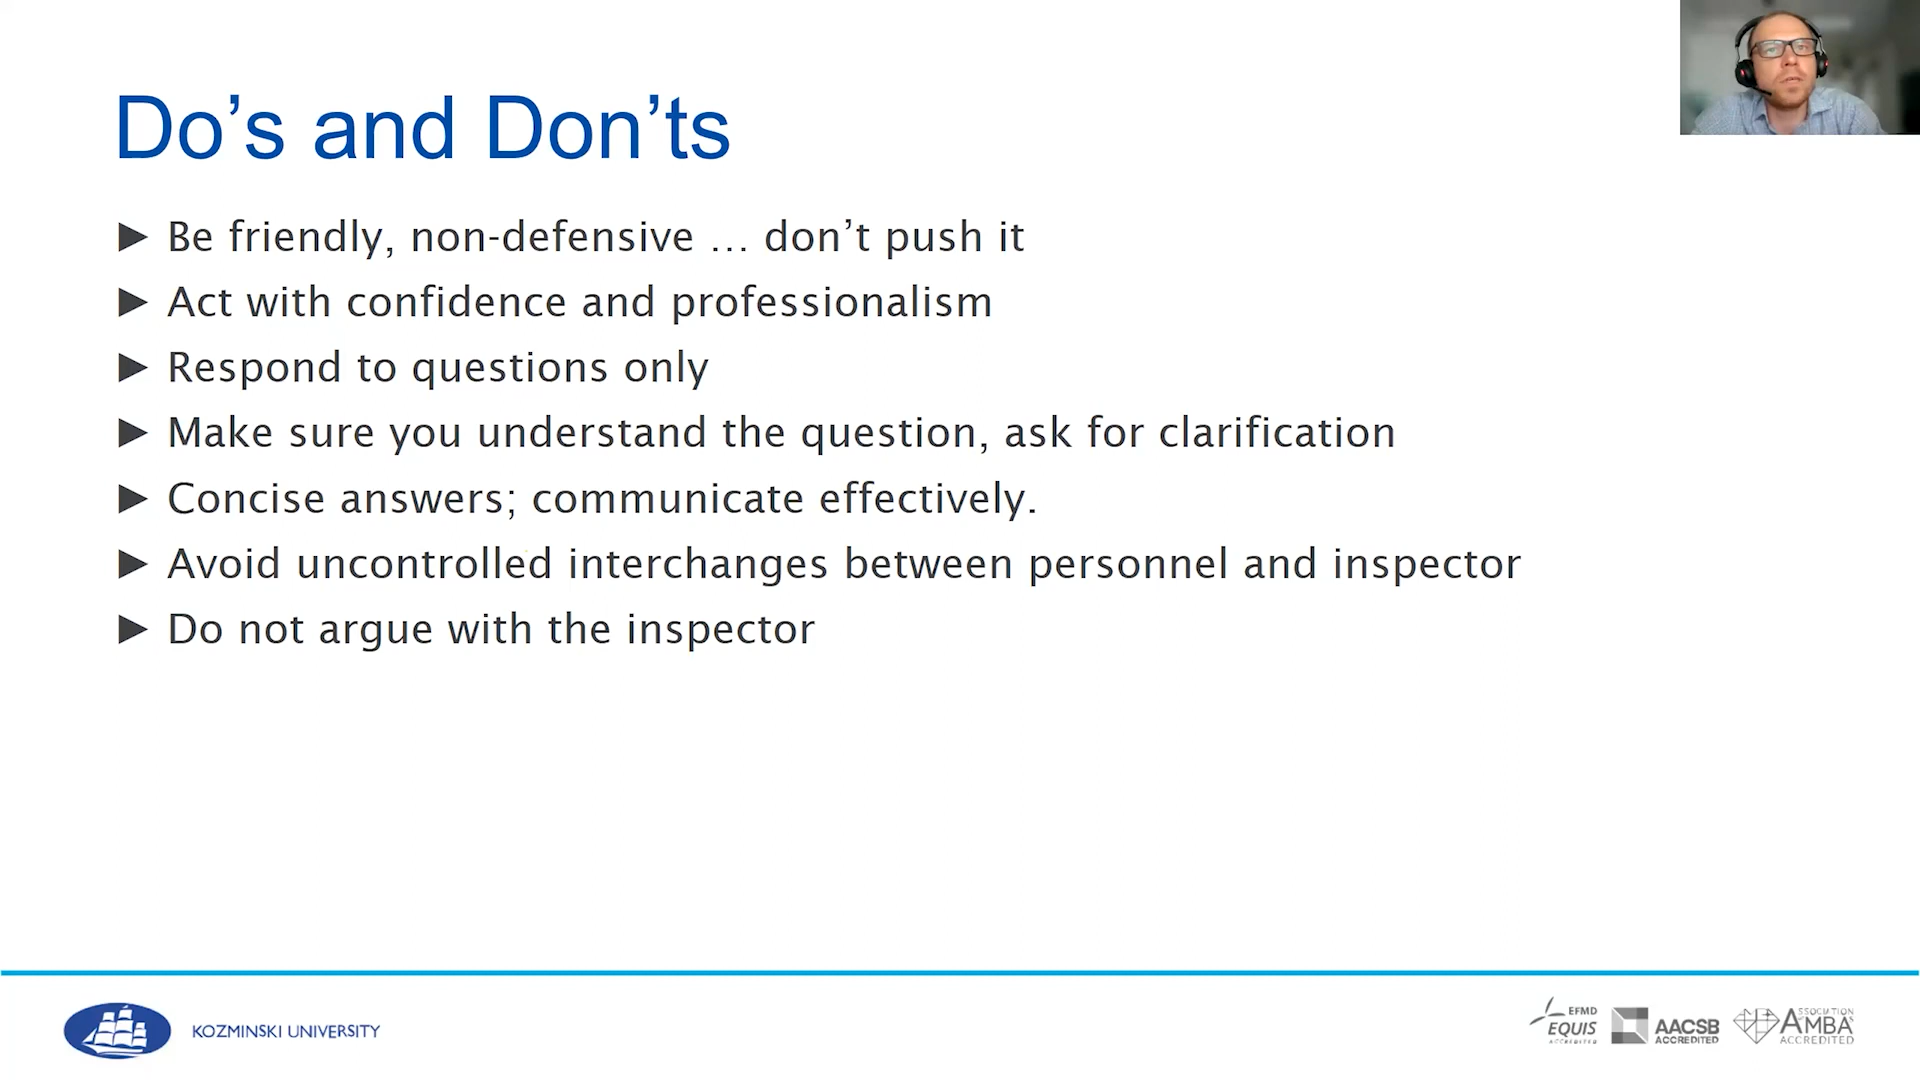 Do’s and Don’ts
► Be friendly, non-defensive … don’t push it
► Act with confidence and professionalism
► Respond to questions only
► Make sure you understand the question, ask for clarification
► Concise answers; communicate effectively.
► Avoid uncontrolled interchanges between personnel and inspector
► Do not argue with the inspector
KOZMINSKI UNIVERSITY
EFMD
EQUIS
ACCREDITED
AACSB
ACCREDITED
ASSOCIATION
AMBA
ACCREDITED